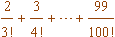 2/3! + 3/4! + ⋯ + 99/100!